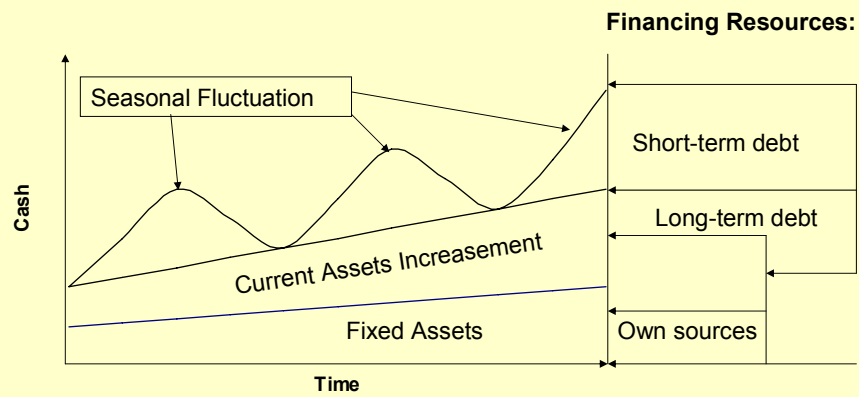 Financing Resources:
Seasonal Fluctuation
Short-term debt
Cash
Long-term debt
Current Assets Increasement
Fixed Assets
Own sources
Time